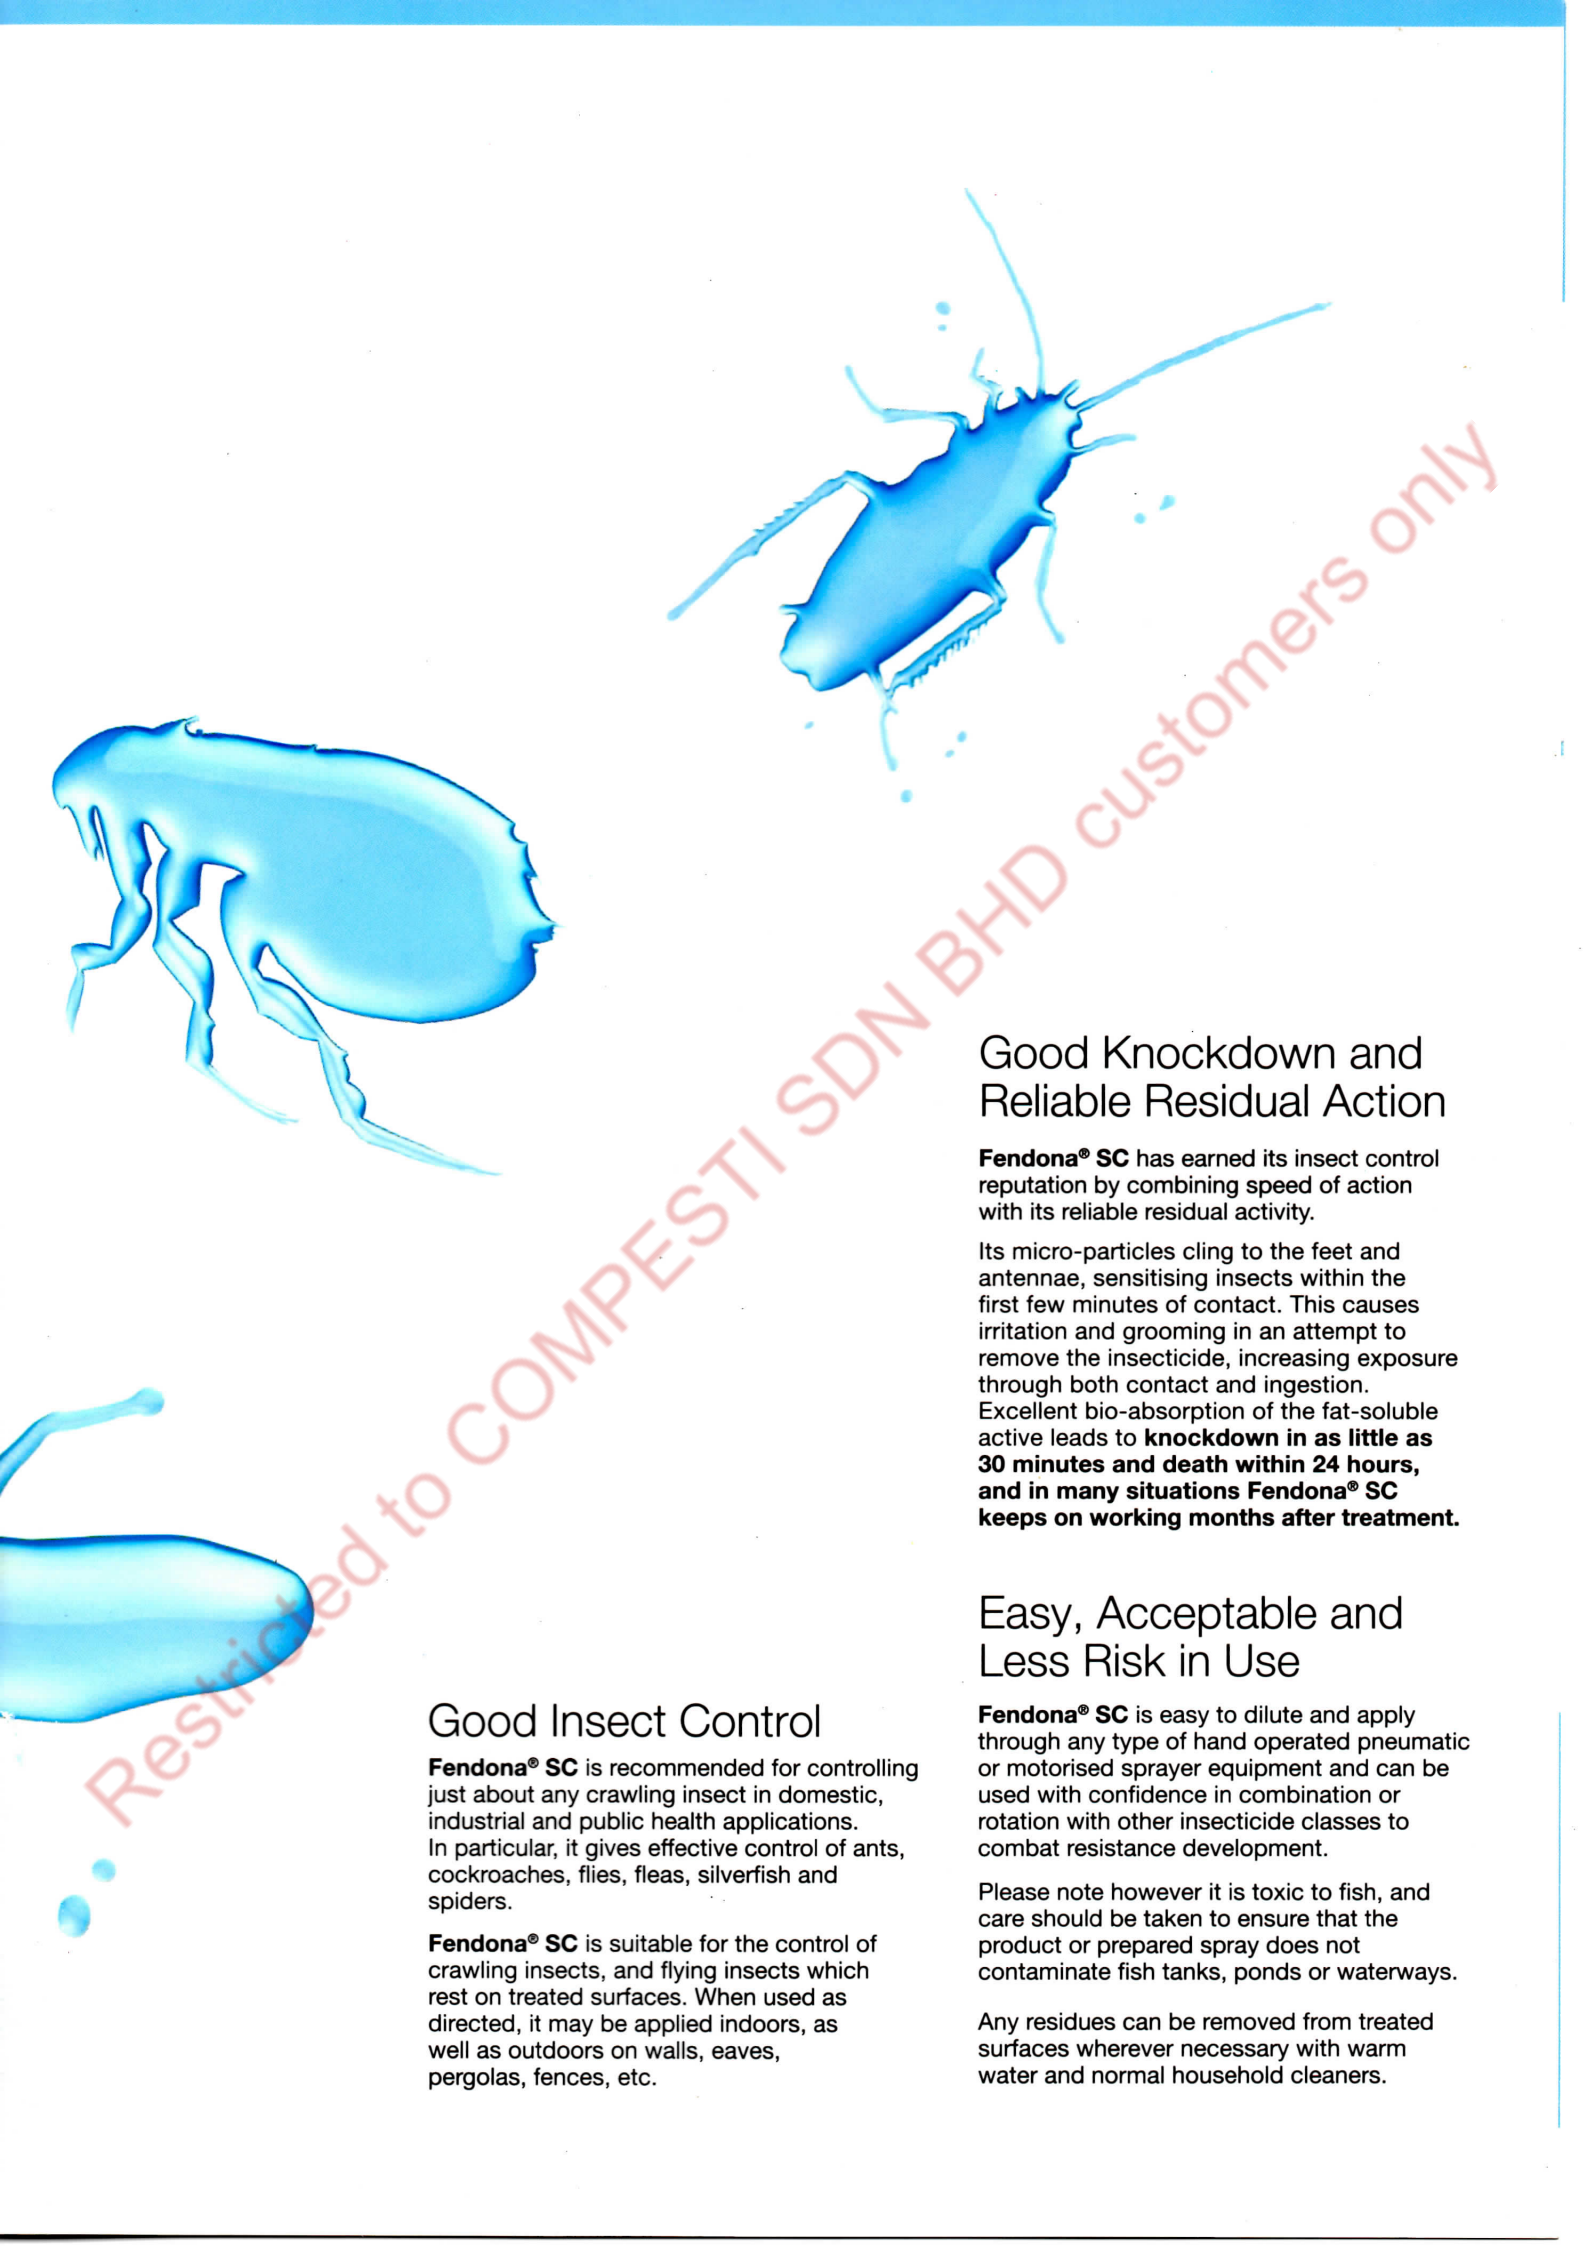 Restricted to COMPESTI SDN BHD customers only
Good Insect Control
Fendona® SC is recommended for controlling
just about any crawling insect in domestic,
industrial and public health applications.
In particular, it gives effective control of ants,
cockroaches, flies, fleas, silverfish and
spiders.
Fendona® SC is suitable for the control of
crawling insects, and flying insects which
rest on treated surfaces. When used as
directed, it may be applied indoors, as
well as outdoors on walls, eaves,
pergolas, fences, etc.
Good Knockdown and
Reliable Residual Action
Fendona® SC has earned its insect control
reputation by combining speed of action
with its reliable residual activity.
Its micro-particles cling to the feet and
antennae, sensitising insects within the
first few minutes of contact. This causes
irritation and grooming in an attempt to
remove the insecticide, increasing exposure
through both contact and ingestion.
Excellent bio-absorption of the fat-soluble
active leads to knockdown in as little as
30 minutes and death within 24 hours,
and in many situations Fendona® SC
keeps on working months after treatment.
Easy, Acceptable and
Less Risk in Use
Fendona® SC is easy to dilute and apply
through any type of hand operated pneumatic
or motorised sprayer equipment and can be
used with confidence in combination or
rotation with other insecticide classes to
combat resistance development.
Please note however it is toxic to fish, and
care should be taken to ensure that the
product or prepared spray does not
contaminate fish tanks, ponds or waterways.
Any residues can be removed from treated
surfaces wherever necessary with warm
water and normal household cleaners.